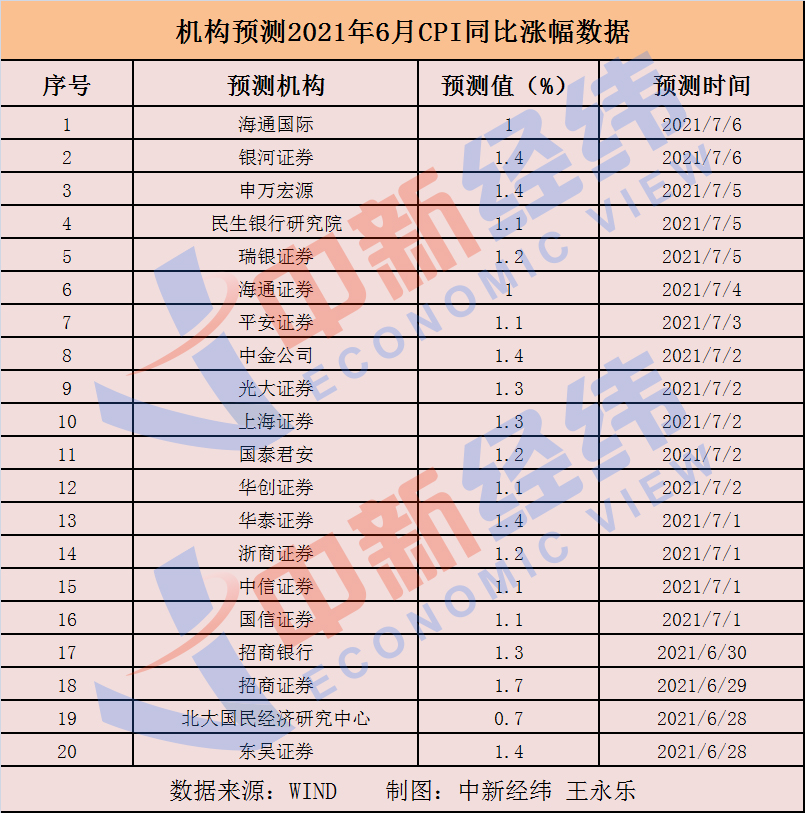 机构预测2021年6月CPI同比涨幅数据
序号 预测机构 预测值（%） 预测时间
1 海通国际 1 2021/7/6
2 银河证券 1.4 2021/7/6
3 申万宏源 1.4 2021/7/5
4 民生银行研究院 1.1 2021/7/5
5 瑞银证券 1.2 2021/7/5
6 海通证券 1 2021/7/4
7 平安证券 1.1 2021/7/3
8 中金公司 1.4 2021/7/2
9 光大证券 1.3 2021/7/2
10 上海证券 1.3 2021/7/2
11 国泰君安 1.2 2021/7/2
12 华创证券 1.1 2021/7/2
13 华泰证券 1.4 2021/7/1
14 浙商证券 1.2 2021/7/1
15 中信证券 1.1 2021/7/1
16 国信证券 1.1 2021/7/1
17 招商银行 1.3 2021/6/30
18 招商证券 1.7 2021/6/29
19 北大国民经济研究中心 0.7 2021/6/28
20 东吴证券 1.4 2021/6/28
数据来源：WIND 制图：中新经纬 王永乐
中新经纬
ECONOMIC VIEW
中新经纬
ECONOMIC VIEW